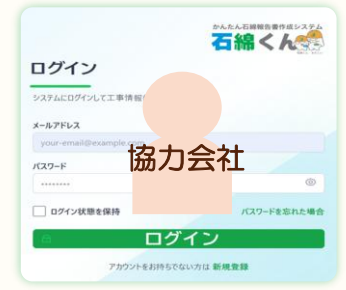 かんたん石綿報告書作成システム
石綿くん
ログイン
システムにログインして工事情報
メールアドレス
your-email@example.com
協力会社
パスワード
ログイン状態を保持
パスワードを忘れた場合
ログイン
アカウントをお持ちでない方は 新規登録